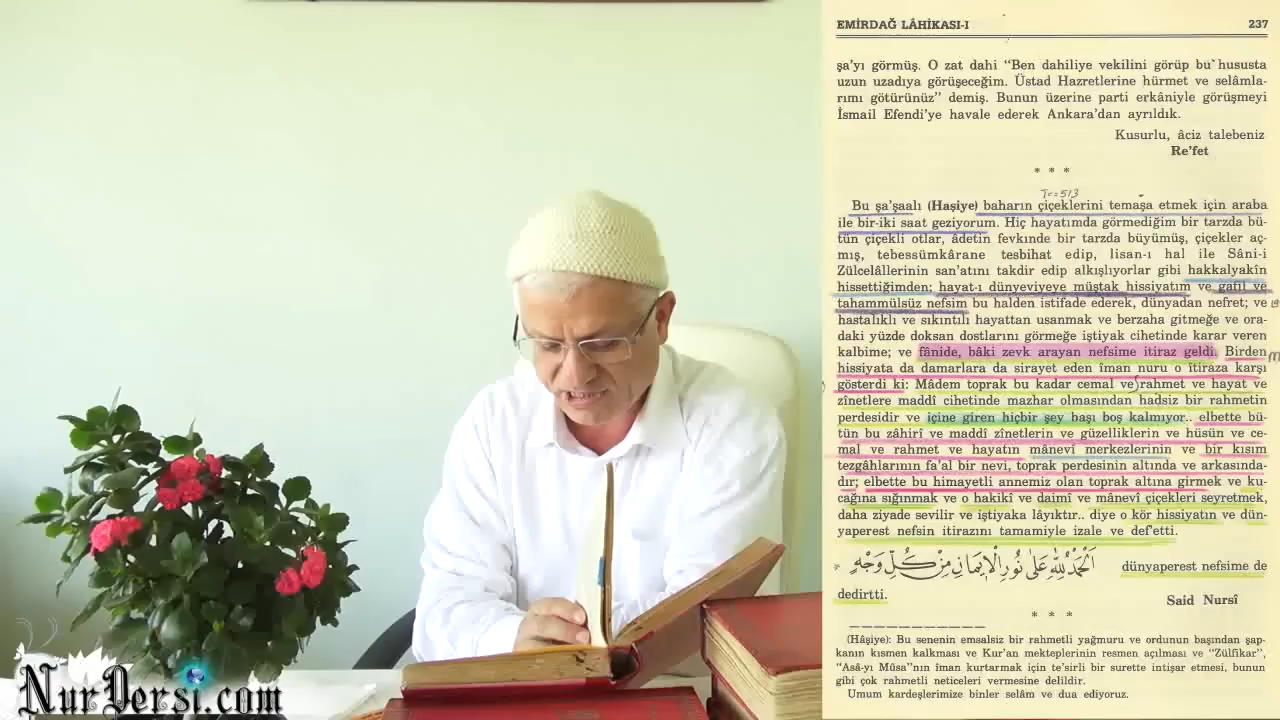 EMİRDAĞ LÂHİKASI-I 237
şa'yı görmüş. O zat dahi "Ben dahiliye vekilini görüp bu hususta
uzun uzadıya görüşeceğim. Üstad Hazretlerine hürmet ve selâmla-
rımı götürünüz" demiş. Bunun üzerine parti erkâniyle görüşmeyi
İsmail Efendi'ye havale ederek Ankara'dan ayrıldık.
Kusurlu, âciz talebeniz
Re'fet
* * *
Bu şa'şaalı (Haşiye) baharın çiçeklerini temaşa etmek için araba
ile bir-iki saat geziyorum. Hiç hayatımda görmediğim bir tarzda bü-
tün çiçekli otlar, âdetin fevkınde bir tarzda büyümüş, çiçekler aç-
mış, tebessümkârane tesbihat edip, lisan-ı hal ile Sâni-i
Zülcelâllerinin san'atını takdir edip alkışlıyorlar gibi hakkalyakîn
hissettiğimden; hayat-ı dünyeviyeye müştak hissiyatım ve gafil ve
tahammülsüz nefsim bu halden istifade ederek, dünyadan nefret; ve
hastalıklı ve sıkıntılı hayattan usanmak ve berzaha gitmeğe ve ora-
daki yüzde doksan dostlarını görmeğe iştiyak cihetinde karar veren
kalbime; ve fânide, bâki zevk arayan nefsime itiraz geldi. Birden
hissiyata da damarlara da sirayet eden îman nuru o îtiraza karşı
gösterdi ki: Mâdem toprak bu kadar cemal ve rahmet ve hayat ve
zînetlere maddî cihetinde mazhar olmasından hadsiz bir rahmetin
perdesidir ve içine giren hiçbir şey başı boş kalmıyor.. elbette bü-
tün bu zâhirî ve maddî zînetlerin ve güzelliklerin ve hüsün ve ce-
mal ve rahmet ve hayatın mânevî merkezlerinin ve bir kısım
tezgâhlarının fa'al bir nevi, toprak perdesinin altında ve arkasında-
dır; elbette bu himayetli annemiz olan toprak altına girmek ve ku-
cağına sığınmak ve o hakikî ve daimî ve mânevî çiçekleri seyretmek,
daha ziyade sevilir ve iştiyaka lâyıktır.. diye o kör hissiyatın ve dün-
yaperest nefsin itirazını tamamiyle izale ve def'etti.
اَلْحَمْدُ لِلّٰهِ عَلٰى نُورِ الْاِيمَانِ مِنْ كُلِّ وَجْهٍ dünyaperest nefsime de
dedirtti.
Said Nursî
* * *
(Hâşiye): Bu senenin emsalsiz bir rahmetli yağmuru ve ordunun başından şap-
kanın kısmen kalkması ve Kur'an mekteplerinin resmen açılması ve "Zülfikar",
"Asâ-yı Mûsa"nın îman kurtarmak için te'sirli bir surette intişar etmesi, bunun
gibi çok rahmetli neticeleri vermesine delildir.
Umum kardeşlerimize binler selâm ve dua ediyoruz.
NurDersi.com